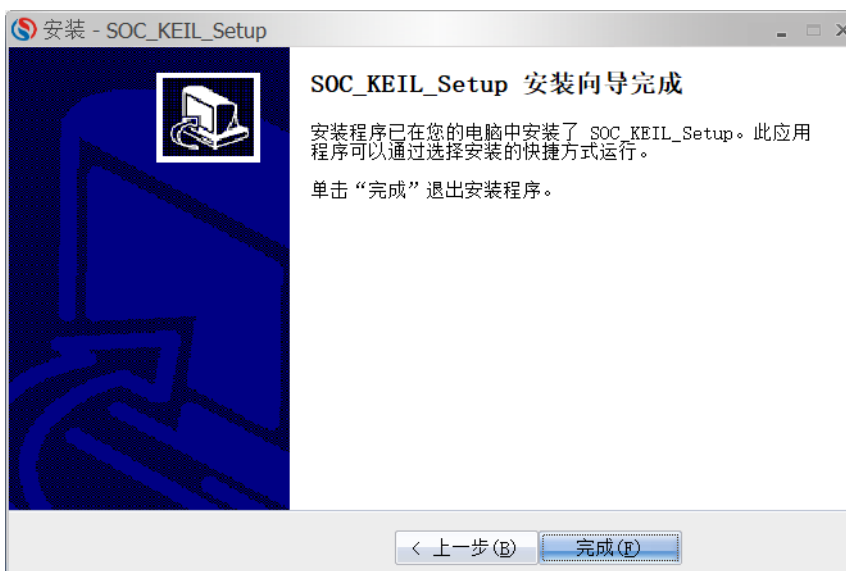 安装 - SOC_KEIL_Setup
SOC_KEIL_Setup 安装向导完成
安装程序已在您的电脑中安装了 SOC_KEIL_Setup。此应用
程序可以通过选择安装的快捷方式运行。
单击“完成”退出安装程序。
< 上一步(B)
完成(F)